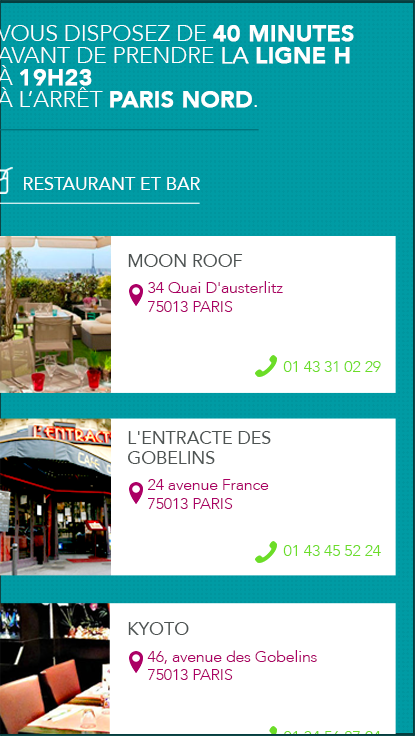 VOUS DISPOSEZ DE 40 MINUTES
AVANT DE PRENDRE LA LIGNE H
À 19H23
À L'ARRÊT PARIS NORD.
RESTAURANT ET BAR
MOON ROOF
34 Quai D'austerlitz
75013 PARIS
01 43 31 02 29
L'ENTRACTE DES
GOBELINS
24 avenue France
75013 PARIS
01 43 45 52 24
L'ENTRACT
CAFE
KYOTO
46, avenue des Gobelins
75013 PARIS